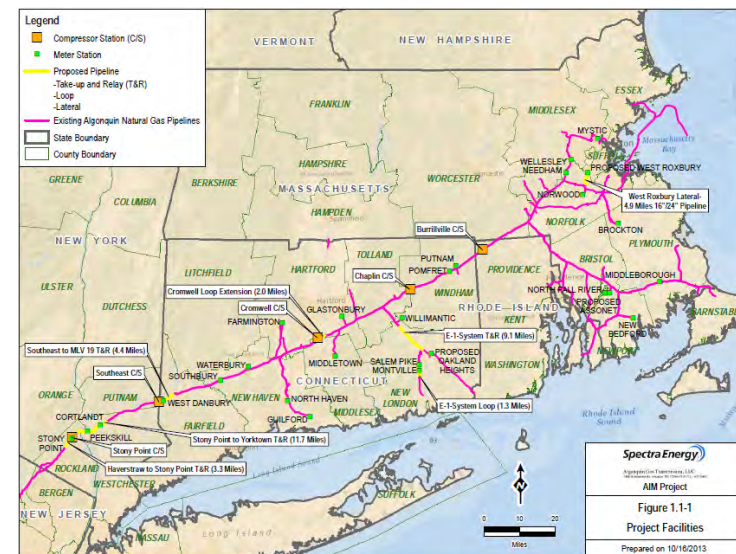 Legend
Compressor Station (C/S)
Meter Station
Proposed Pipeline
-Take-up and Relay (T&R)
-Loop
-Lateral
Existing Algonquin Natural Gas Pipelines
State Boundary
County Boundary
VERMONT
NEW HAMPSHIRE
ESSEX
FRANKLIN
MIDDLESEX
MYSTIC
Massachusetts
Bay
GREENE
COLUMBIA
BERKSHIRE
HAMPSHIRE
MASSACHUSETTS
WORCESTER
WELLESLEY
NEEDHAM
PROPOSED WEST ROXBURY
West Roxbury Lateral-
4.9 Miles 16"/24" Pipeline
NORWOOD
HAMPDEN
NORFOLK
BROCKTON
PLYMOUTH
NEW YORK
Burrillville C/S
BRISTOL
LITCHFIELD
HARTFORD
TOLLAND
PUTNAM
POMFRET
PROVIDENCE
MIDDLEBOROUGH
ULSTER
DUTCHESS
Cromwell Loop Extension (2.0 Miles)
Chaplin C/S
WINDHAM
NORTH FALL RIVER
PROPOSED
ASSONET
BARNSTABLE
Cromwell C/S
GLASTONBURY
FARMINGTON
WILLIMANTIC
RHODE ISLAND
KENT
NEW
BEDFORD
NEWPORT
Southeast to MLV 19 T&R (4.4 Miles)
E-1-System T&R (9.1 Miles)
WASHINGTON
Southeast C/S
WATERBURY
SOUTHBURY
MIDDLETOWN
SALEM PIKE
MONTVILLE
PROPOSED
OAKLAND
HEIGHTS
CONNECTICUT
ORANGE
PUTNAM
WEST DANBURY
NEW HAVEN
NORTH HAVEN
MIDDLESEX
NEW
LONDON
E-1-System Loop (1.3 Miles)
CORTLANDT
FAIRFIELD
GUILFORD
STONY
POINT
PEEKSKILL
Stony Point to Yorktown T&R (11.7 Miles)
Rhode Island
Sound
Stony Point C/S
ROCKLAND
Haverstraw to Stony Point T&R (3.3 Miles)
WESTCHESTER
Long Island Sound
BERGEN
SUFFOLK
NEW JERSEY
NASSAU
Long Island
N
0 10 20
Miles
Spectra Energy
Algonquin Gas Transmission, LLC
AIM Project
Figure 1.1-1
Project Facilities
Prepared on 10/16/2013